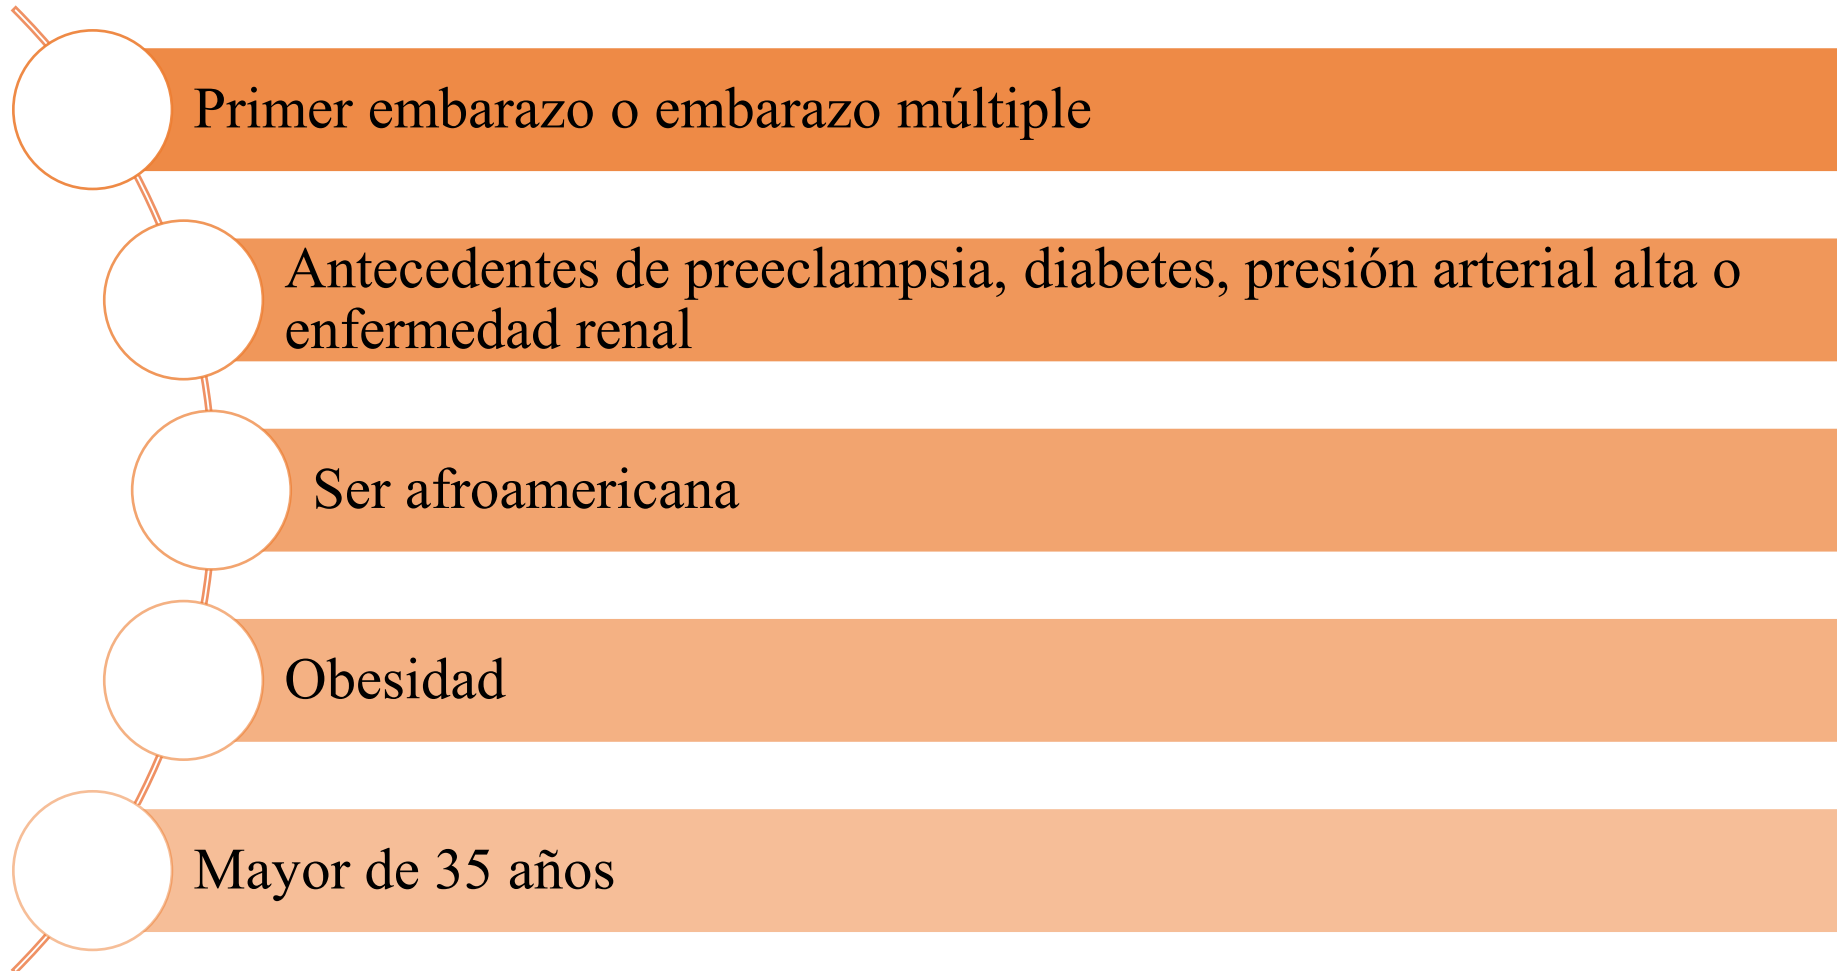 Primer embarazo o embarazo múltiple
Antecedentes de preeclampsia, diabetes, presión arterial alta o
enfermedad renal
Ser afroamericana
Obesidad
Mayor de 35 años